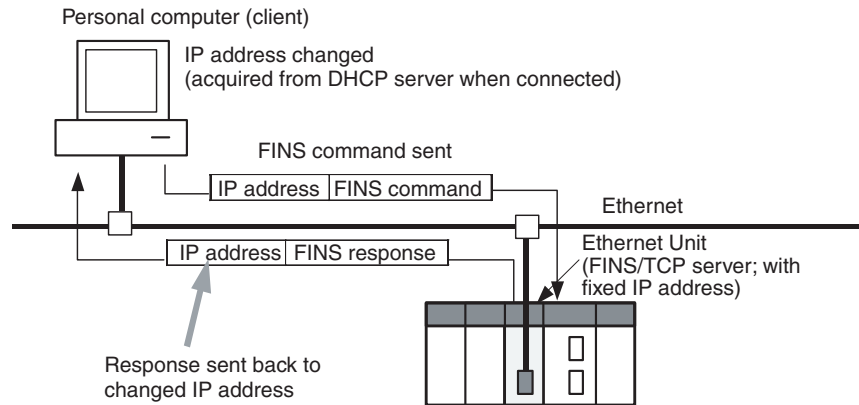 Personal computer (client)
IP address changed
(acquired from DHCP server when connected)
FINS command sent
IP address FINS command
Ethernet
IP address FINS response
Ethernet Unit
(FINS/TCP server; with
fixed IP address)
Response sent back to
changed IP address